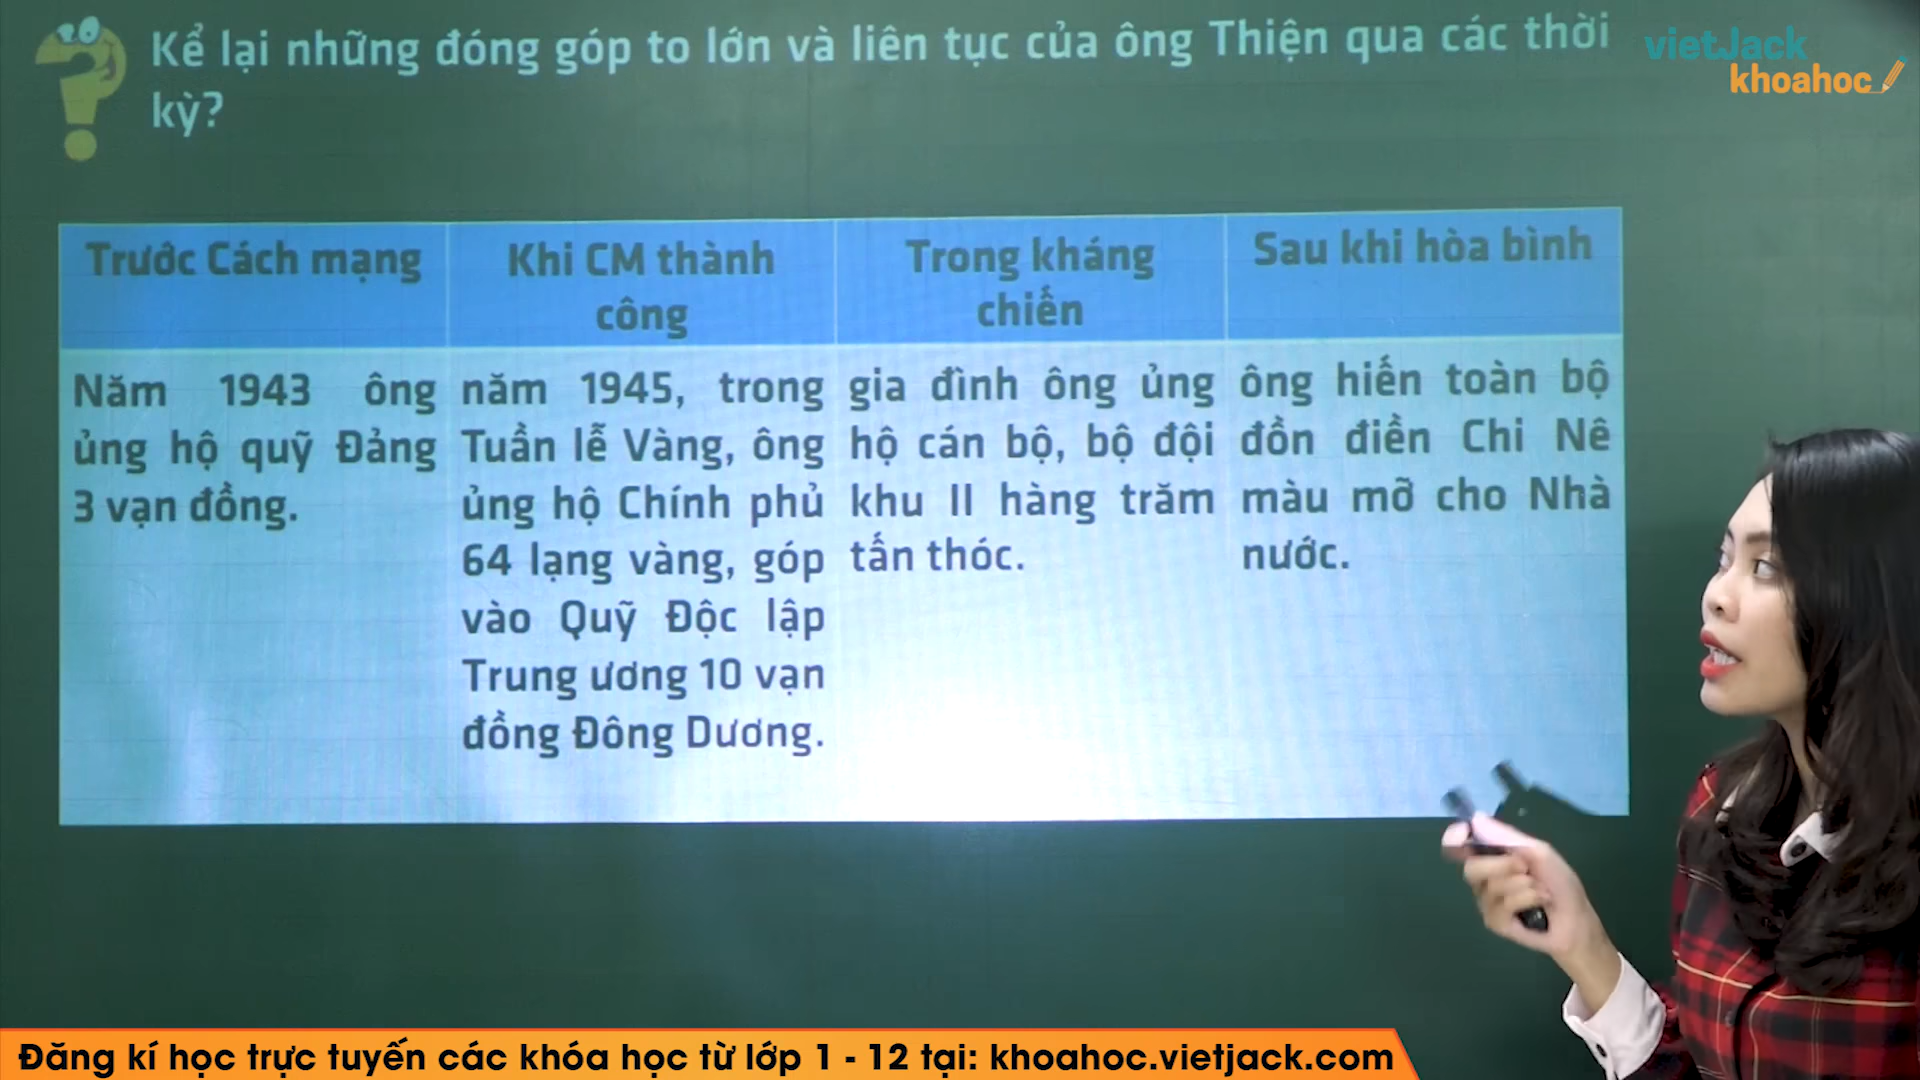 Kể lại những đóng góp to lớn và liên tục của ông Thiện qua các thời
kỳ?
vietJack
khoahoc
Trước Cách mạng
Khi CM thành
công
Trong kháng
chiến
Sau khi hòa bình
Năm 1943 ông
ủng hộ quỹ Đảng
3 vạn đồng.
năm 1945, trong
Tuần lễ Vàng, ông
ủng hộ Chính phủ
64 lạng vàng, góp
vào Quỹ Độc lập
Trung ương 10 vạn
đồng Đông Dương.
gia đình ông ủng
hộ cán bộ, bộ đội
khu II hàng trăm
tấn thóc.
ông hiến toàn bộ
đồn điền Chi Nê
màu mỡ cho Nhà
nước.
Đăng kí học trực tuyến các khóa học từ lớp 1 - 12 tại: khoahoc.vietjack.com